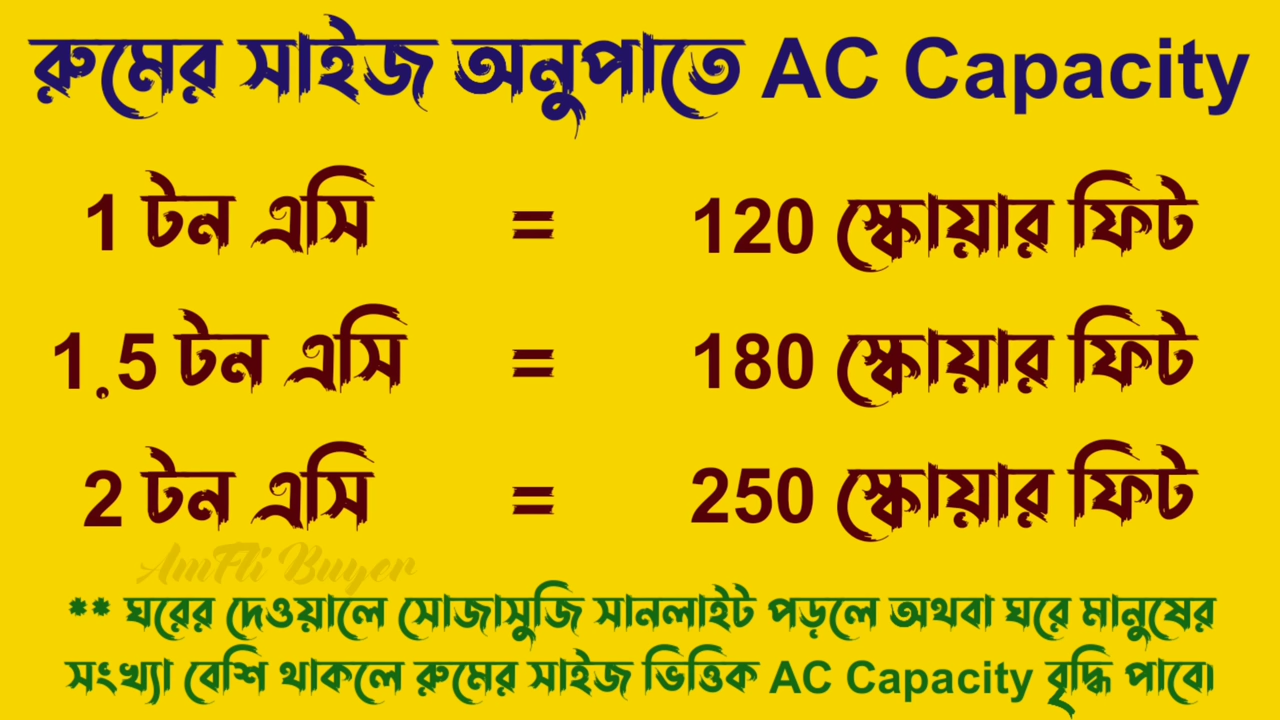 রুমের সাইজ অনুপাতে AC Capacity
1 টন এসি = 120 স্কোয়ার ফিট
1.5 টন এসি = 180 স্কোয়ার ফিট
2 টন এসি = 250 স্কোয়ার ফিট
AmFli Buyer
** ঘরের দেওয়ালে সোজাসুজি সানলাইট পড়লে অথবা ঘরে মানুষের
সংখ্যা বেশি থাকলে রুমের সাইজ ভিত্তিক AC Capacity বৃদ্ধি পাবে।